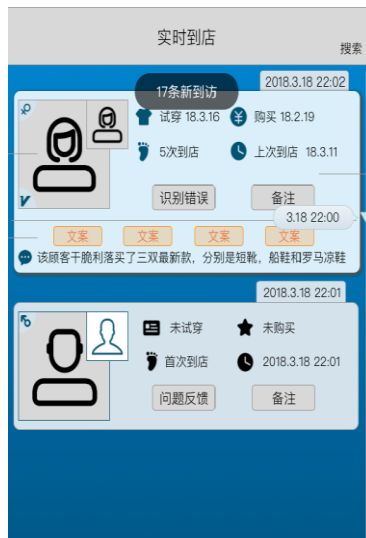 实时到店
搜索
2018.3.18 22:02
17条新到访
试穿 18.3.16
购买 18.2.19
5次到店
上次到店 18.3.11
识别错误
备注
3.18 22:00
文案
文案
文案
文案
该顾客干脆利落买了三双最新款，分别是短靴，船鞋和罗马凉鞋
2018.3.18 22:01
未试穿
未购买
首次到店
2018.3.18 22:01
问题反馈
备注